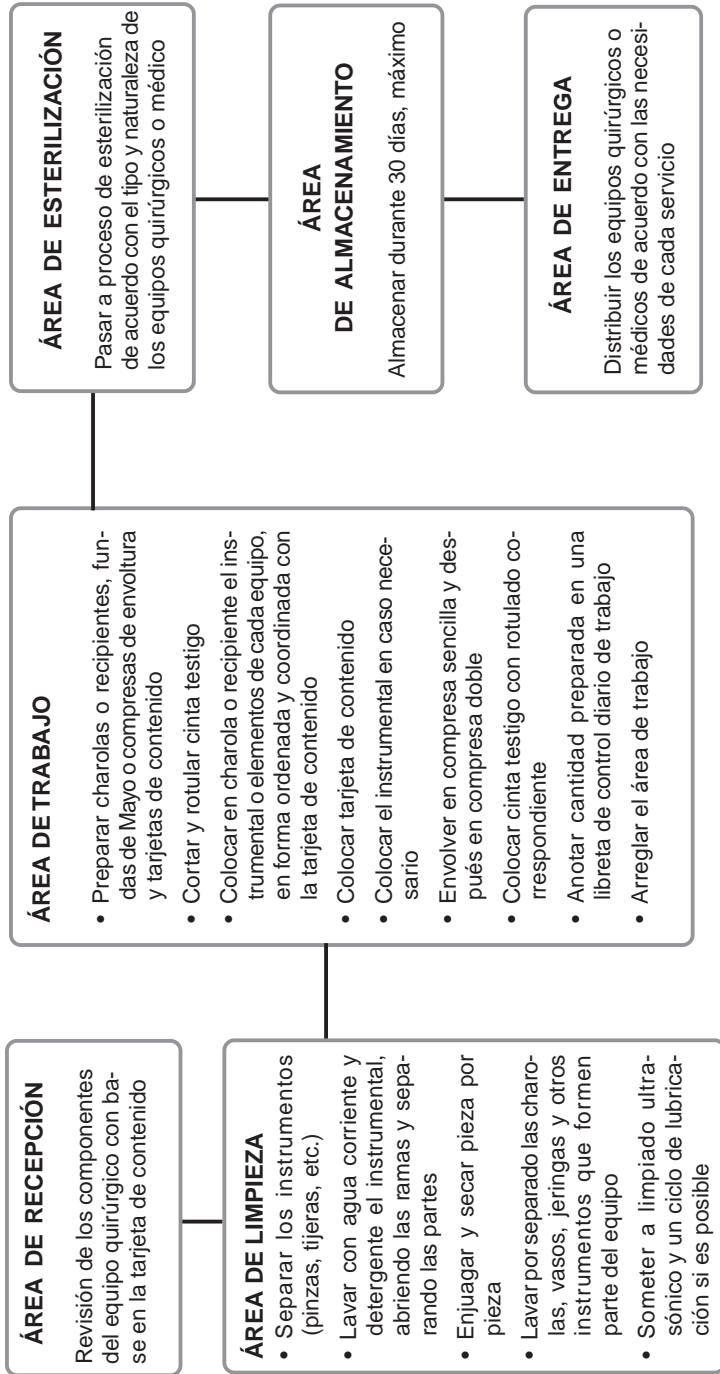 ÁREA DE RECEPCIÓN
Revisión de los componentes
del equipo quirúrgico con ba-
se en la tarjeta de contenido
ÁREA DE LIMPIEZA
• Separar los instrumentos
(pinzas, tijeras, etc.)
• Lavar con agua corriente y
detergente el instrumental,
abriendo las ramas y sepa-
rando las partes
• Enjuagar y secar pieza por
pieza
• Lavar por separado las charo-
las, vasos, jeringas y otros
instrumentos que formen
parte del equipo
• Someter a limpiado ultra-
sónico y un ciclo de lubrica-
ción si es posible
ÁREA DE TRABAJO
• Preparar charolas o recipientes, fun-
das de Mayo o compresas de envoltura
y tarjetas de contenido
• Cortar y rotular cinta testigo
• Colocar en charola o recipiente el ins-
trumental o elementos de cada equipo,
en forma ordenada y coordinada con
la tarjeta de contenido
• Colocar tarjeta de contenido
• Colocar el instrumental en caso nece-
sario
• Envolver en compresa sencilla y des-
pués en compresa doble
• Colocar cinta testigo con rotulado co-
rrespondiente
• Anotar cantidad preparada en una
libreta de control diario de trabajo
• Arreglar el área de trabajo
ÁREA DE ESTERILIZACIÓN
Pasar a proceso de esterilización
de acuerdo con el tipo y naturaleza de
los equipos quirúrgicos o médico
ÁREA
DE ALMACENAMIENTO
Almacenar durante 30 días, máximo
ÁREA DE ENTREGA
Distribuir los equipos quirúrgicos o
médicos de acuerdo con las necesi-
dades de cada servicio